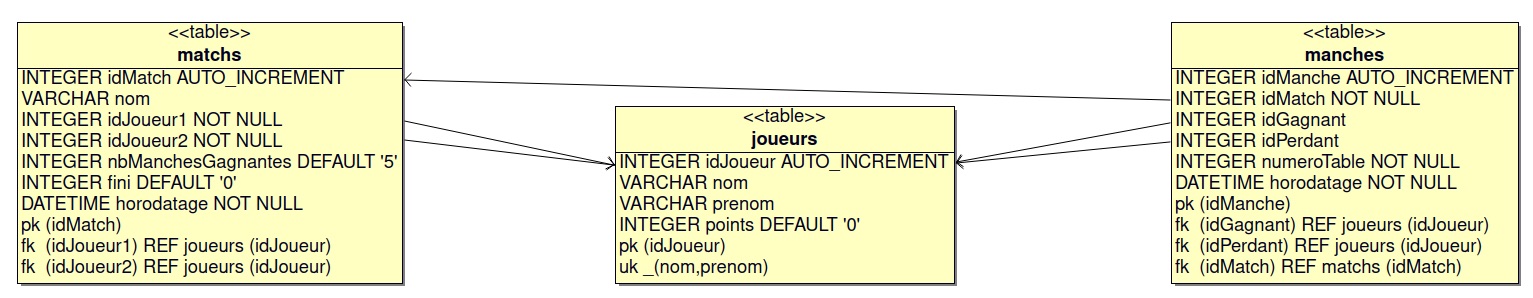 <<table>>
matchs
INTEGER idMatch AUTO_INCREMENT
VARCHAR nom
INTEGER idJoueur1 NOT NULL
INTEGER idJoueur2 NOT NULL
INTEGER nbManchesGagnantes DEFAULT '5'
INTEGER fini DEFAULT '0'
DATETIME horodatage NOT NULL
pk (idMatch)
fk (idJoueur1) REF joueurs (idJoueur)
fk (idJoueur2) REF joueurs (idJoueur)
<<table>>
joueurs
INTEGER idJoueur AUTO_INCREMENT
VARCHAR nom
VARCHAR prenom
INTEGER points DEFAULT '0'
pk (idJoueur)
uk _(nom,prenom)
<<table>>
manches
INTEGER idManche AUTO_INCREMENT
INTEGER idMatch NOT NULL
INTEGER idGagnant
INTEGER idPerdant
INTEGER numeroTable NOT NULL
DATETIME horodatage NOT NULL
pk (idManche)
fk (idGagnant) REF joueurs (idJoueur)
fk (idPerdant) REF joueurs (idJoueur)
fk (idMatch) REF matchs (idMatch)